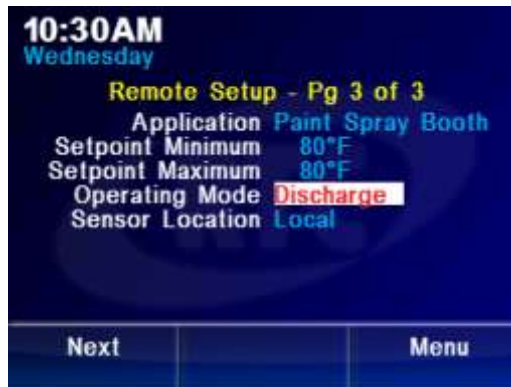 10:30AM
Wednesday
Remote Setup - Pg 3 of 3
Application Paint Spray Booth
Setpoint Minimum 80°F
Setpoint Maximum 80°F
Operating Mode Discharge
Sensor Location Local
Next Menu